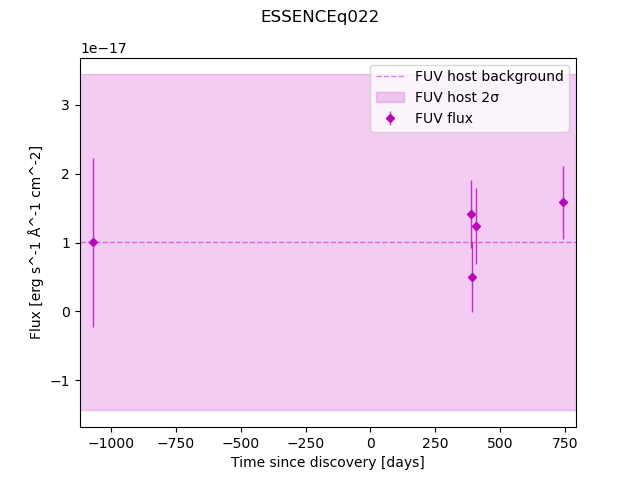 ESSENCEq022
1e−17
FUV host background
FUV host 2σ
FUV flux
3
2
1
0
−1
Flux [erg s^-1 Å^-1 cm^-2]
−1000 −750 −500 −250 0 250 500 750
Time since discovery [days]